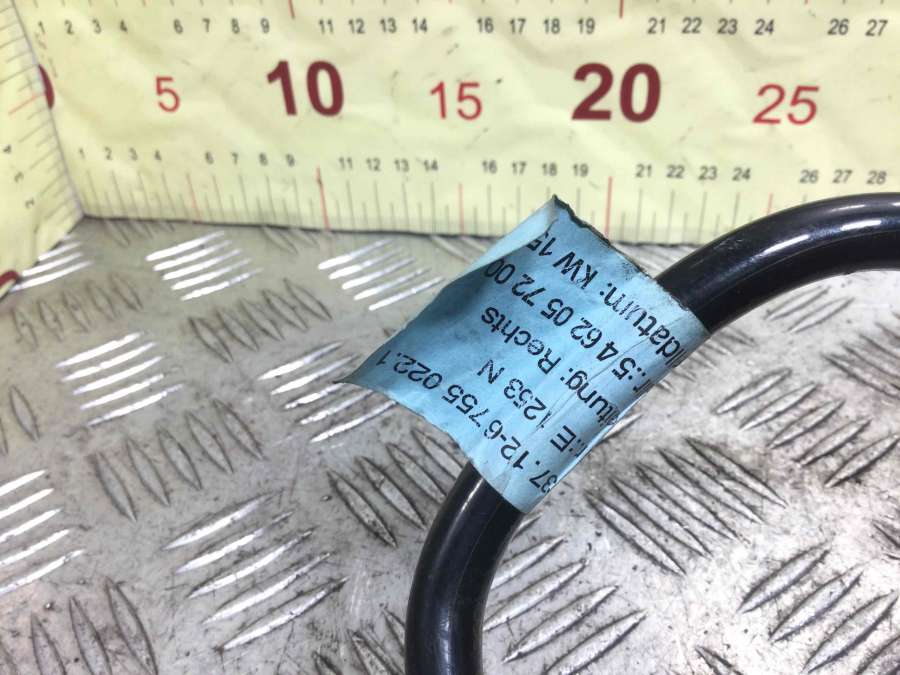 2 3 4 6 7 8 9 11 12 13 14 16 17 18 19 21 22 23 24 26 27
5 10 15 20 25
1 2 3 4 6 7 8 9 11 12 13 14 16 17 18 19 21 22 23 24 26 27 28
37.12-6 755 022.1
E 1253 N
Rechts
5 4 62 05 72 00
KW 15